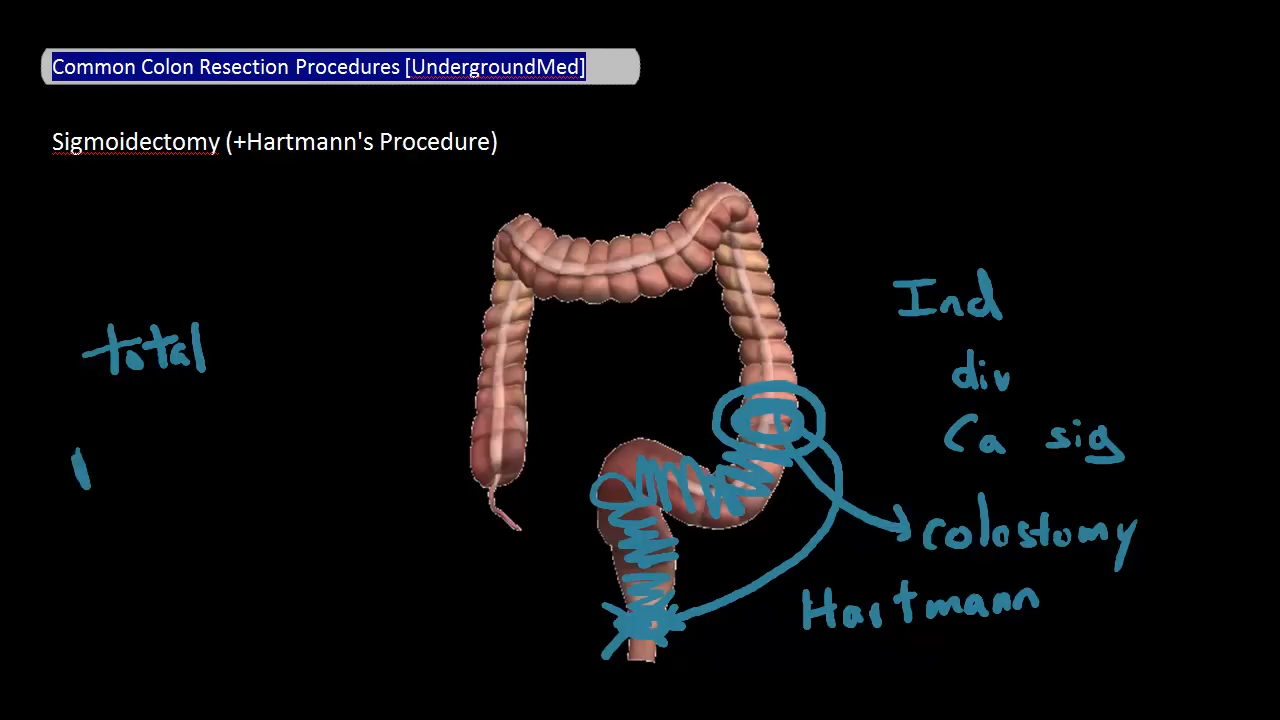 Common Colon Resection Procedures [UndergroundMed]
Sigmoidectomy (+Hartmann's Procedure)
Ind
total
div
Ca sig
colostomy
Hartmann